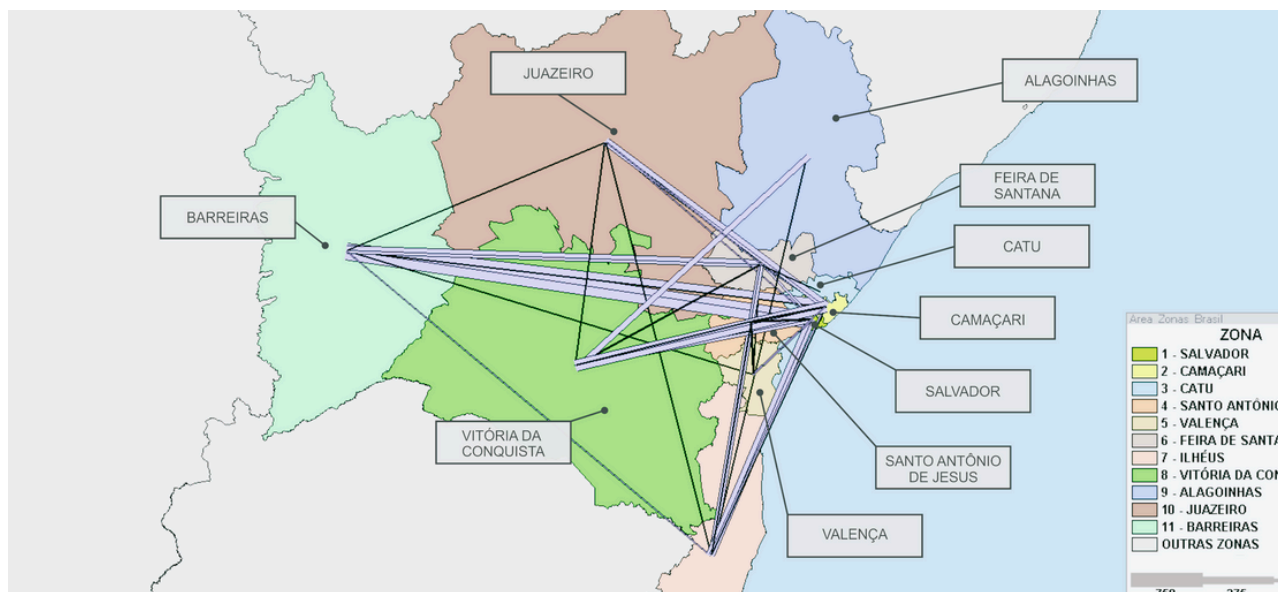 JUAZEIRO
ALAGOINHAS
FEIRA DE
SANTANA
BARREIRAS
CATU
CAMAÇARI
SALVADOR
VITÓRIA DA
CONQUISTA
SANTO ANTÔNIO
DE JESUS
VALENÇA
Area Zonas Brasil
ZONA
1 - SALVADOR
2 - CAMAÇARI
3 - CATU
4 - SANTO ANTÔNIO
5 - VALENÇA
6 - FEIRA DE SANTA
7 - ILHÉUS
8 - VITÓRIA DA CON
9 - ALAGOINHAS
10 - JUAZEIRO
11 - BARREIRAS
OUTRAS ZONAS